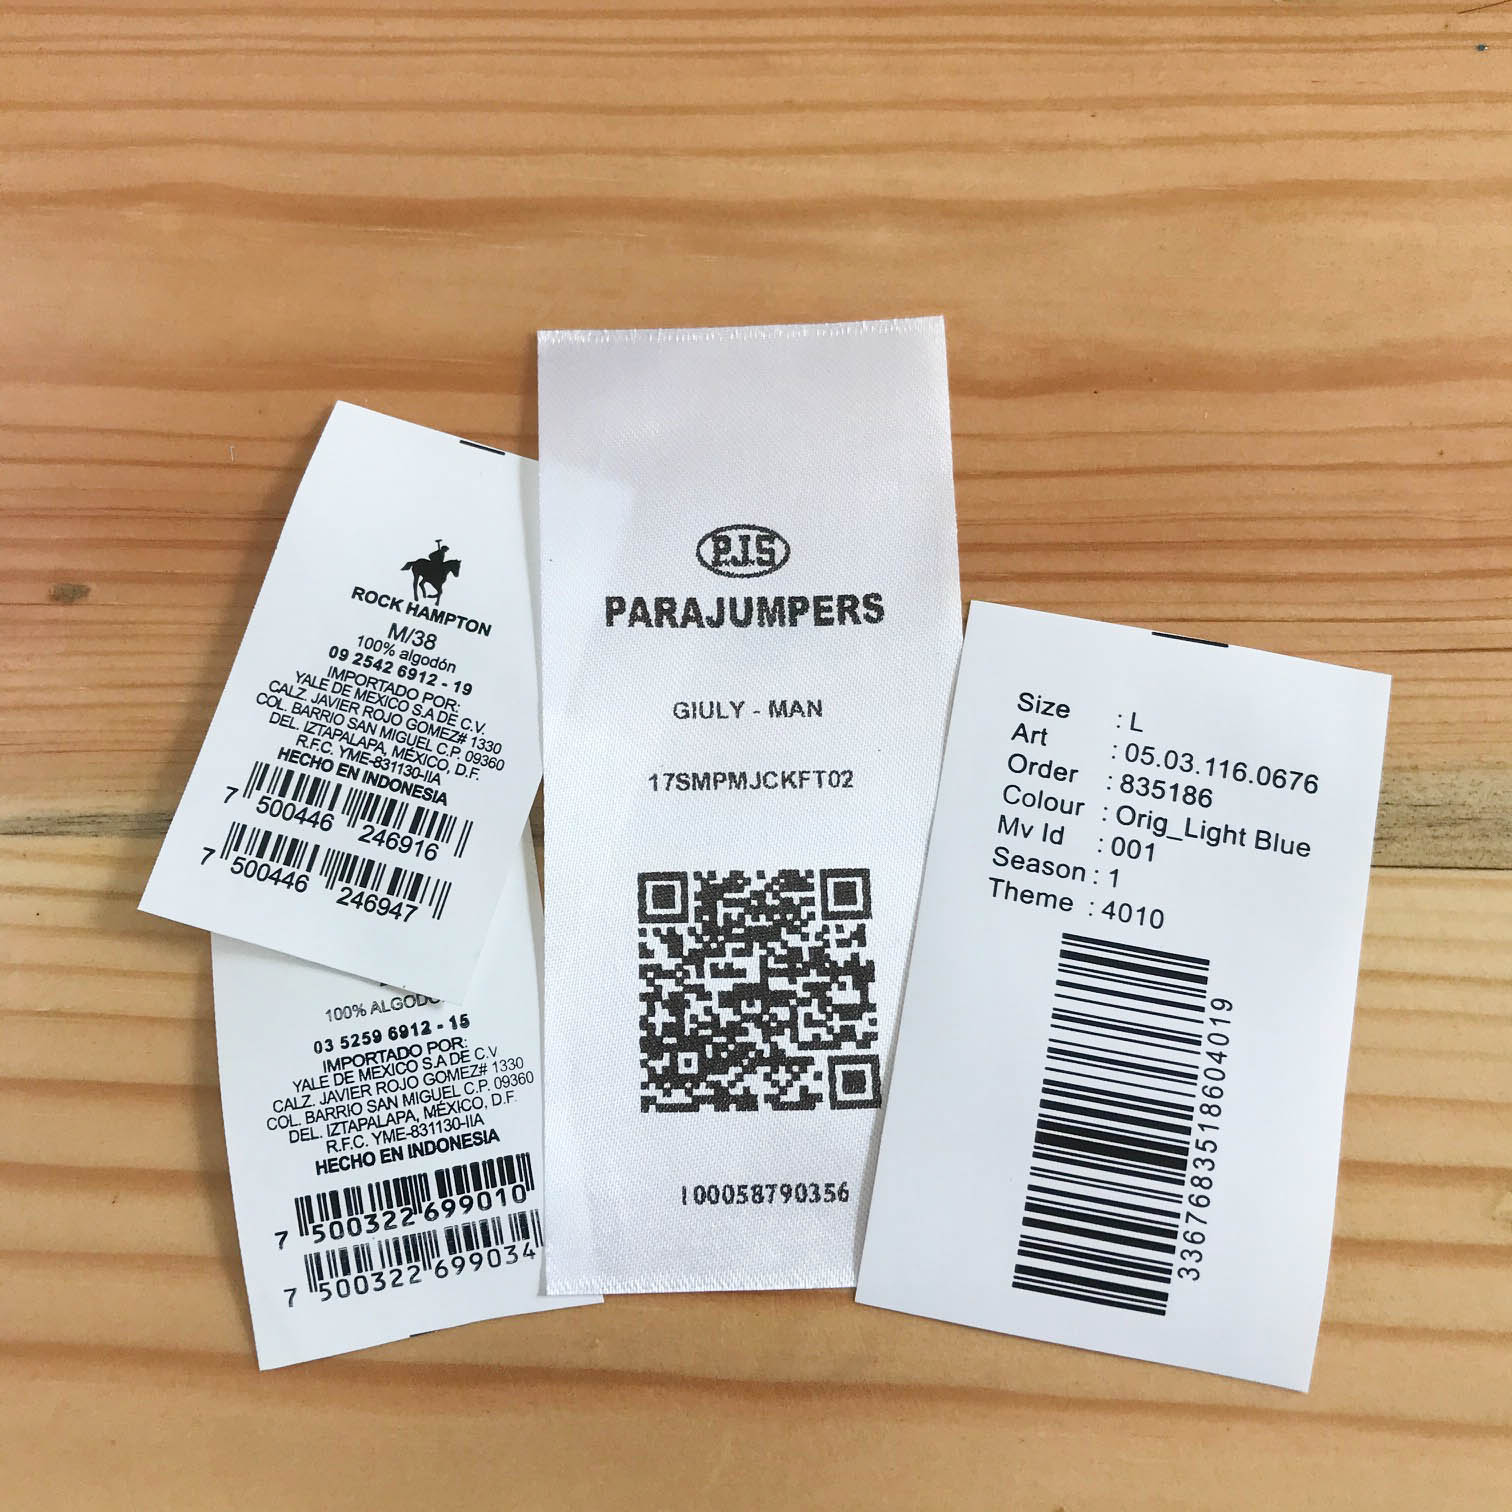 ROCK HAMPTON
M/38
100% algodón
09 2542 6912 - 19
IMPORTADO POR:
YALE DE MEXICO S.A DE C.V.
CALZ. JAVIER ROJO GOMEZ# 1330
COL. BARRIO SAN MIGUEL C.P. 09360
DEL. IZTAPALAPA, MÉXICO, D.F.
R.F.C. YME-831130-IIA
HECHO EN INDONESIA
7 500446 246916
7 500446 246947
100% ALGODO
03 5259 6912 - 15
IMPORTADO POR:
YALE DE MEXICO S.A DE C.V
CALZ. JAVIER ROJO GOMEZ# 1330
COL. BARRIO SAN MIGUEL C.P. 09360
DEL. IZTAPALAPA, MÉXICO, D.F.
R.F.C. YME-831130-IIA
HECHO EN INDONESIA
7 500322 699010
7 500322 699034
PJS
PARAJUMPERS
GIULY - MAN
17SMPMJCKFT02
100058790356
Size : L
Art : 05.03.116.0676
Order : 835186
Colour : Orig_Light Blue
Mv Id : 001
Season : 1
Theme : 4010
3367683518604019